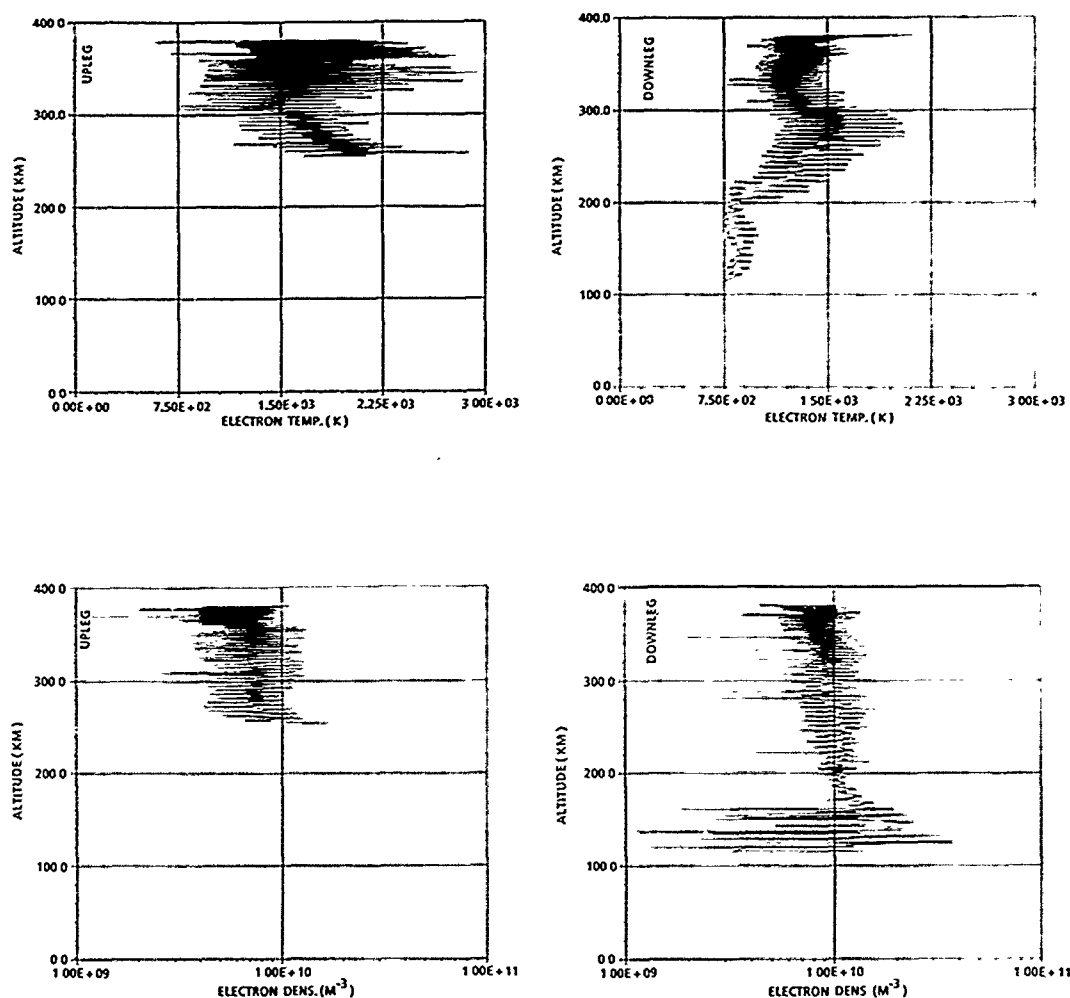 400.0
300.0
200.0
100.0
0.0
ALTITUDE (KM)
UPLEG
0.00E+00 7.50E+02 1.50E+03 2.25E+03 3.00E+03
ELECTRON TEMP. (K)
400.0
300.0
200.0
100.0
0.0
ALTITUDE (KM)
DOWNLEG
0.00E+00 7.50E+02 1.50E+03 2.25E+03 3.00E+03
ELECTRON TEMP. (K)
400.0
300.0
200.0
100.0
0.0
ALTITUDE (KM)
UPLEG
1.00E+09 1.00E+10 1.00E+11
ELECTRON DENS. (M⁻³)
400.0
300.0
200.0
100.0
0.0
ALTITUDE (KM)
DOWNLEG
1.00E+09 1.00E+10 1.00E+11
ELECTRON DENS (M⁻³)